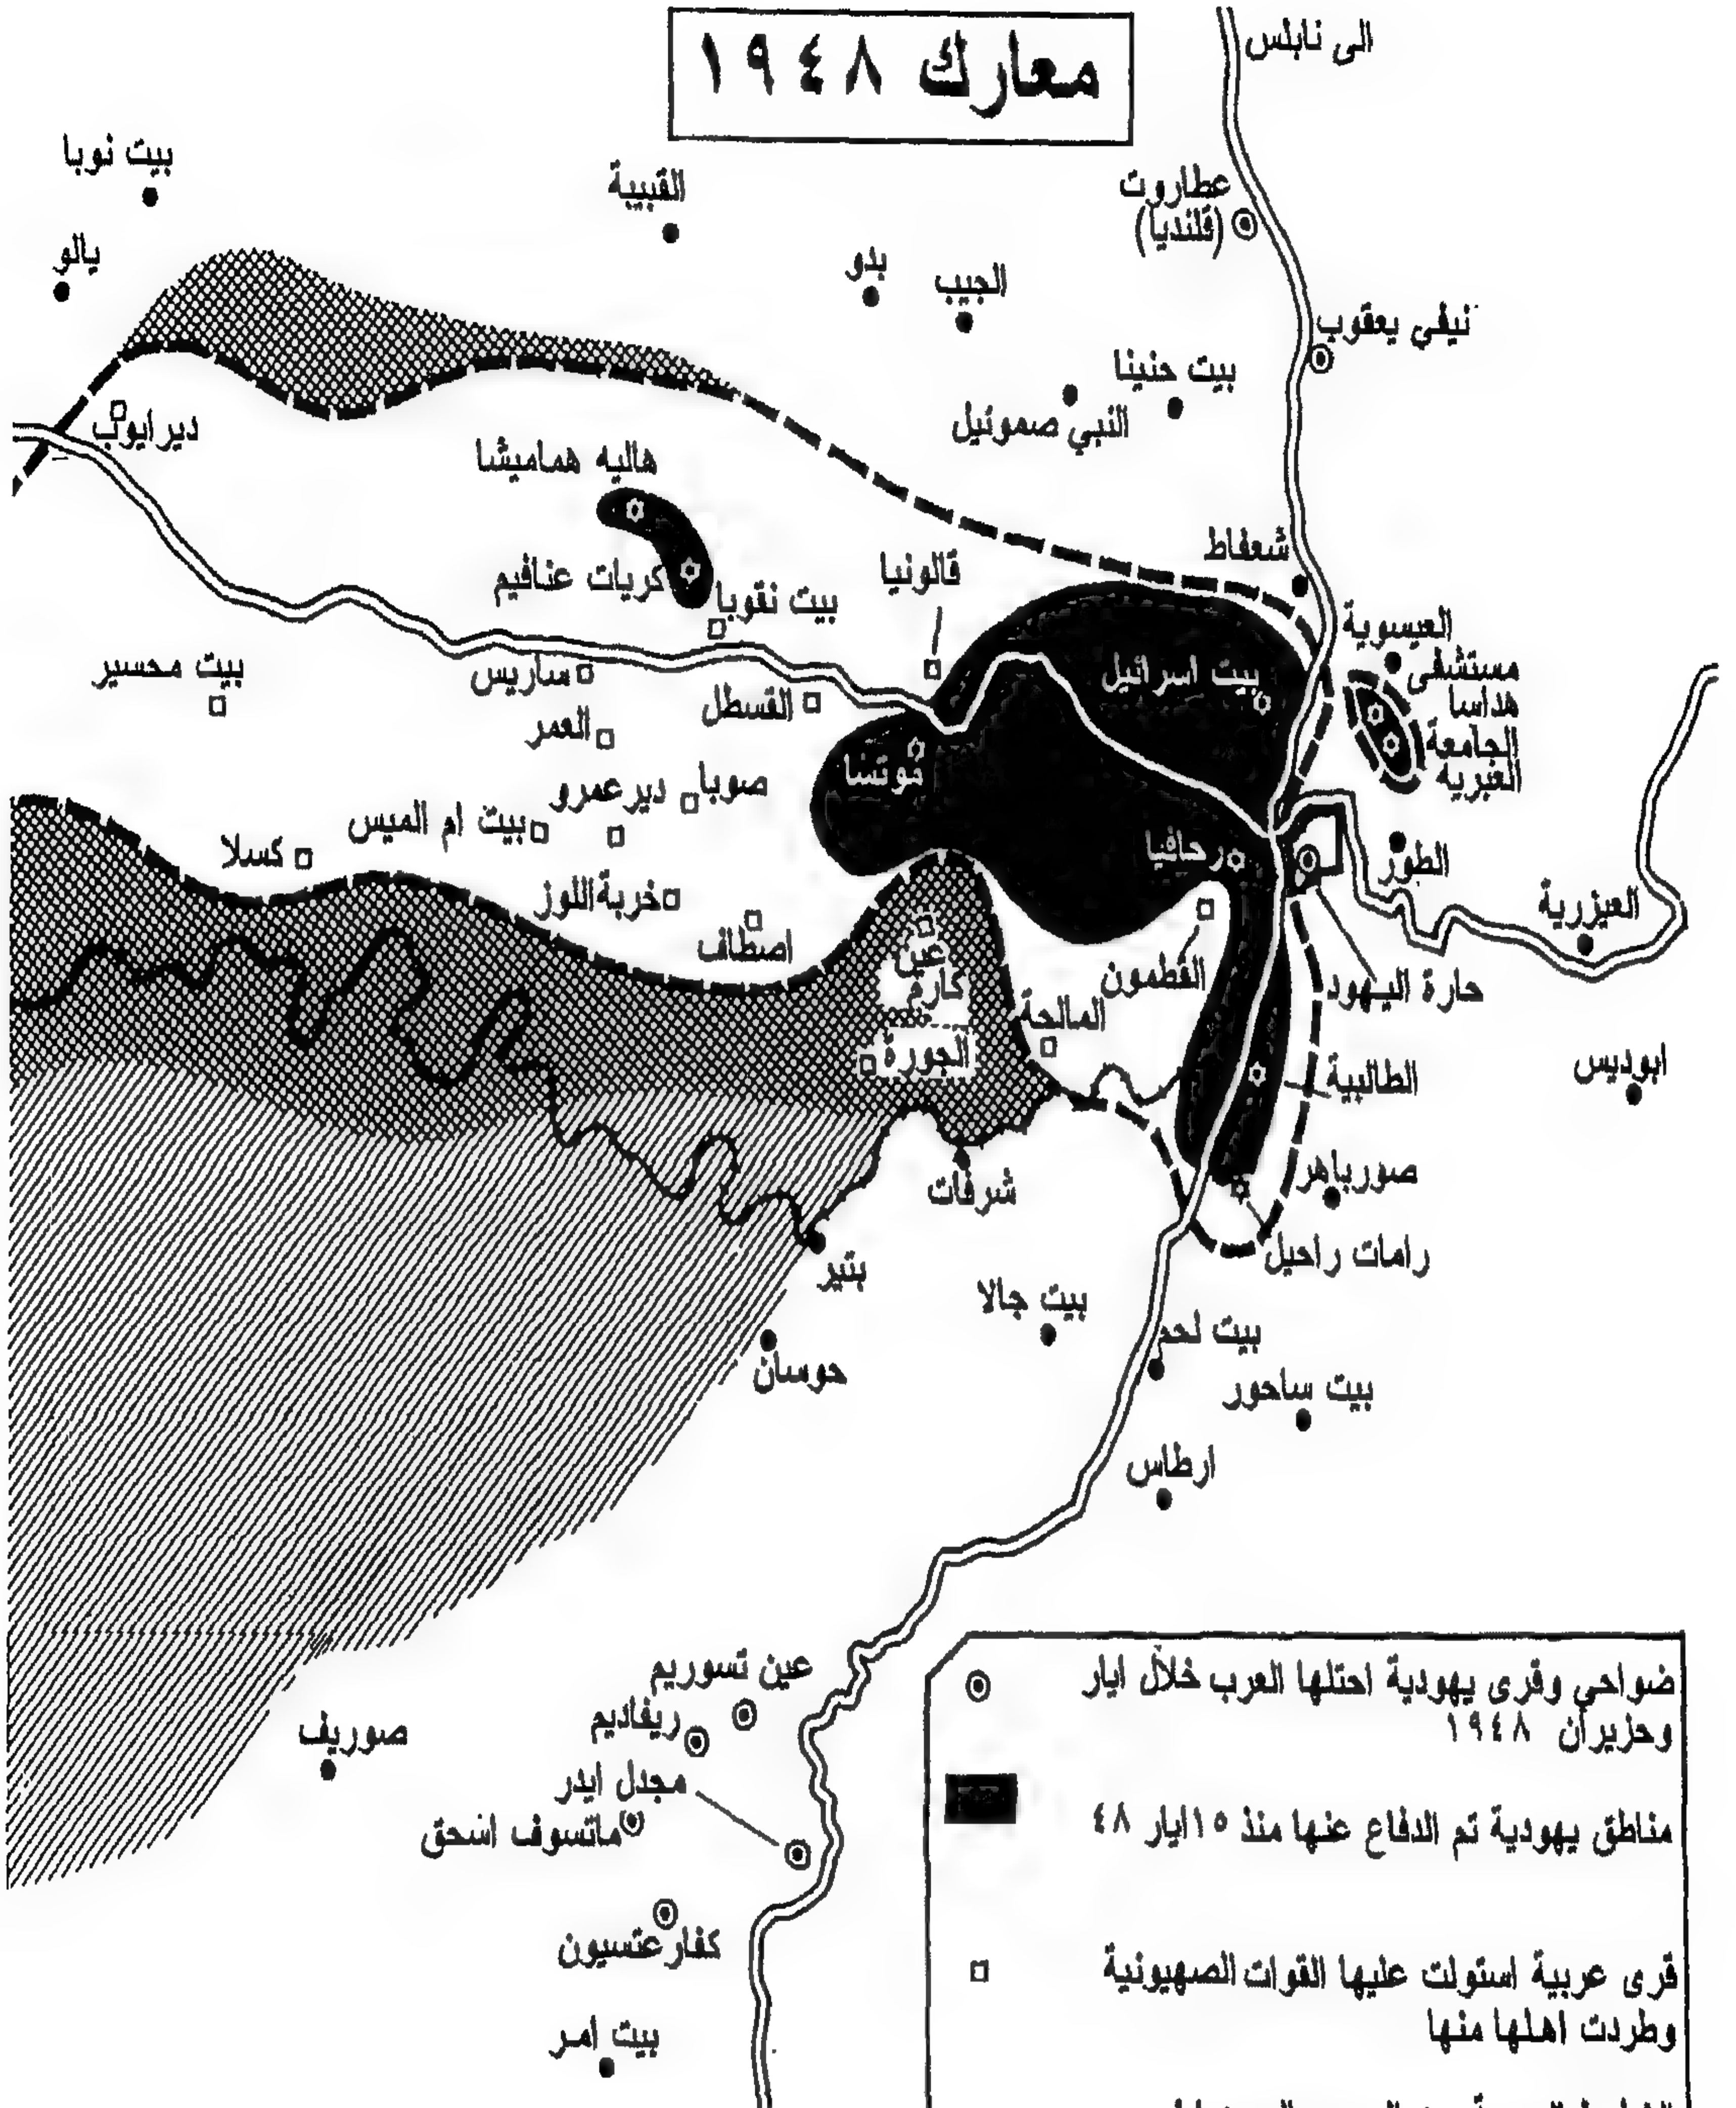 معارك ١٩٤٨
الى نابلس
بيت نوبا
القبيبة
عطاروت
(قلنديا)
يالو
بدو
الجيب
نيفي يعقوب
بيت حنينا
النبي صموئيل
ديرايوب
هاليه هماميشا
شعفاط
قالونيا
كريات عنافيم
بيت نقوبا
العيسوية
مستشفى
هداسا
الجامعة
العبرية
بيت محسير
ساريس
القسطل
بيت اسرائيل
العمر
موتسا
صوبا
ديرعمرو
بيت ام الميس
كسلا
رحافيا
الطور
خربة اللوز
العيزرية
اصطاف
عين
كارم
القطمون
حارة اليهود
المالحة
الجورة
الطالبية
ابوديس
شرفات
صورباهر
رامات راحيل
بتير
بيت جالا
بيت لحم
حوسان
بيت ساحور
ارطاس
عين تسوريم
ريفاديم
صوريف
مجدل ايدر
ماتسوف اسحق
كفارعتسيون
بيت امر
ضواحي وقرى يهودية احتلها العرب خلال ايار
وحزيران ١٩٤٨
مناطق يهودية تم الدفاع عنها منذ ١٥ايار ٤٨
قرى عربية استولت عليها القوات الصهيونية
وطردت اهلها منها